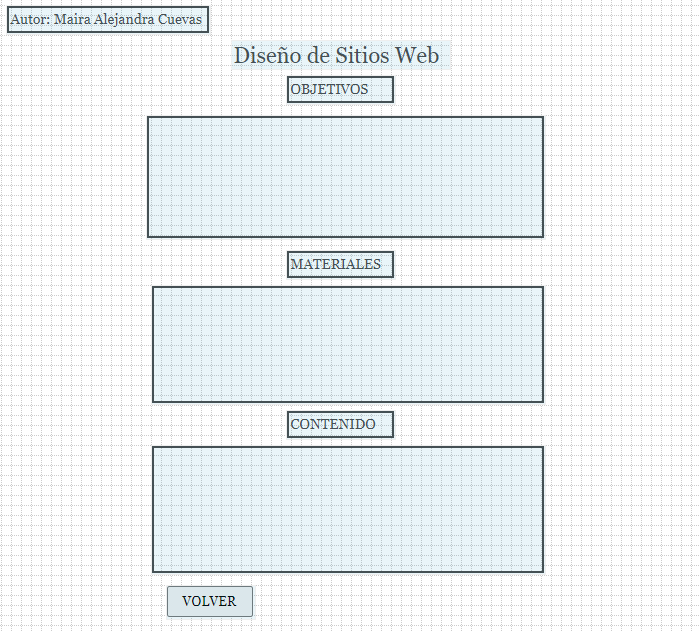 Autor: Maira Alejandra Cuevas
Diseño de Sitios Web
OBJETIVOS
MATERIALES
CONTENIDO
VOLVER